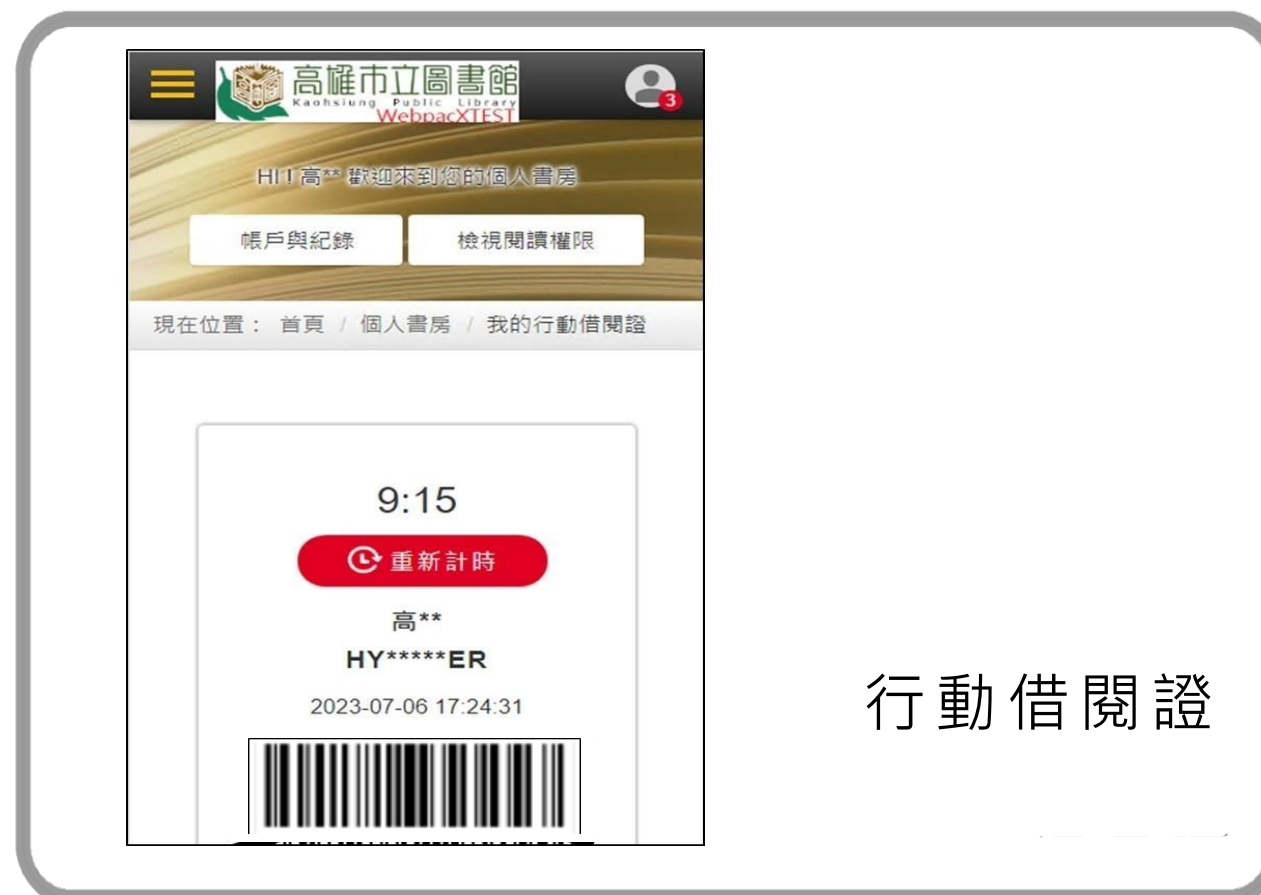 高雄市立圖書館
Kaohsiung Public Library
WebpacXTEST
3
HI！高** 歡迎來到您的個人書房
帳戶與紀錄
檢視閱讀權限
現在位置： 首頁 / 個人書房 / 我的行動借閱證
9:15
重新計時
高**
HY*****ER
2023-07-06 17:24:31
行動借閱證